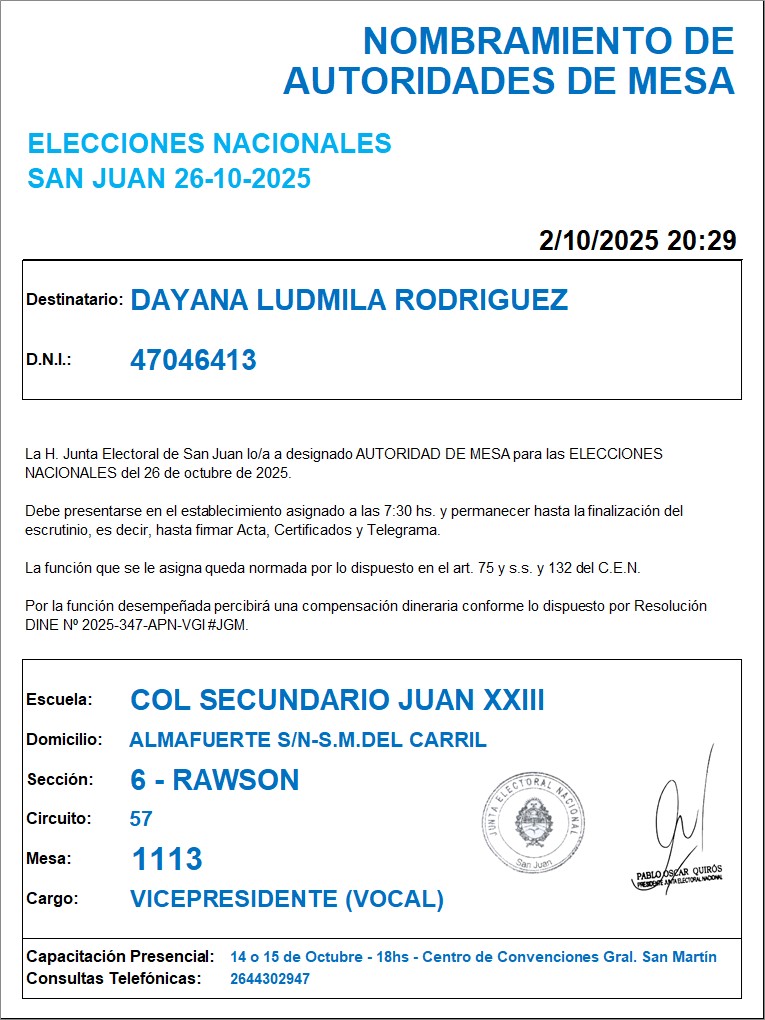 NOMBRAMIENTO DE
AUTORIDADES DE MESA
ELECCIONES NACIONALES
SAN JUAN 26-10-2025
2/10/2025 20:29
Destinatario: DAYANA LUDMILA RODRIGUEZ
D.N.I.: 47046413
La H. Junta Electoral de San Juan lo/a a designado AUTORIDAD DE MESA para las ELECCIONES
NACIONALES del 26 de octubre de 2025.
Debe presentarse en el establecimiento asignado a las 7:30 hs. y permanecer hasta la finalización del
escrutinio, es decir, hasta firmar Acta, Certificados y Telegrama.
La función que se le asigna queda normada por lo dispuesto en el art. 75 y s.s. y 132 del C.E.N.
Por la función desempeñada percibirá una compensación dineraria conforme lo dispuesto por Resolución
DINE Nº 2025-347-APN-VGI#JGM.
Escuela: COL SECUNDARIO JUAN XXIII
Domicilio: ALMAFUERTE S/N-S.M.DEL CARRIL
Sección: 6 - RAWSON
Circuito: 57
Mesa: 1113
Cargo: VICEPRESIDENTE (VOCAL)
JUNTA ELECTORAL NACIONAL
San Juan
PABLO OSCAR QUIRÓS
PRESIDENTE JUNTA ELECTORAL NACIONAL
Capacitación Presencial: 14 o 15 de Octubre - 18hs - Centro de Convenciones Gral. San Martín
Consultas Telefónicas: 2644302947